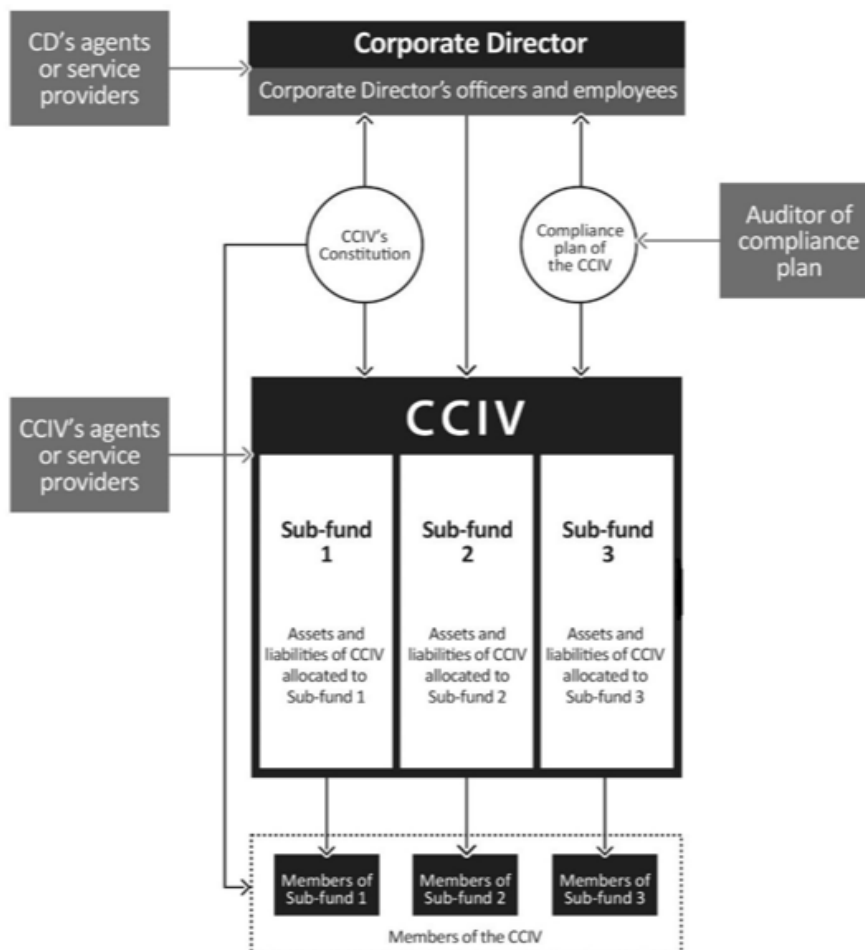 CD's agents
or service
providers
Corporate Director
Corporate Director's officers and employees
CCIV's
Constitution
Compliance
plan of
the CCIV
Auditor of
compliance
plan
CCIV's agents
or service
providers
CCIV
Sub-fund
1
Assets and
liabilities of CCIV
allocated to
Sub-fund 1
Sub-fund
2
Assets and
liabilities of CCIV
allocated to
Sub-fund 2
Sub-fund
3
Assets and
liabilities of CCIV
allocated to
Sub-fund 3
Members of
Sub-fund 1
Members of
Sub-fund 2
Members of
Sub-fund 3
Members of the CCIV